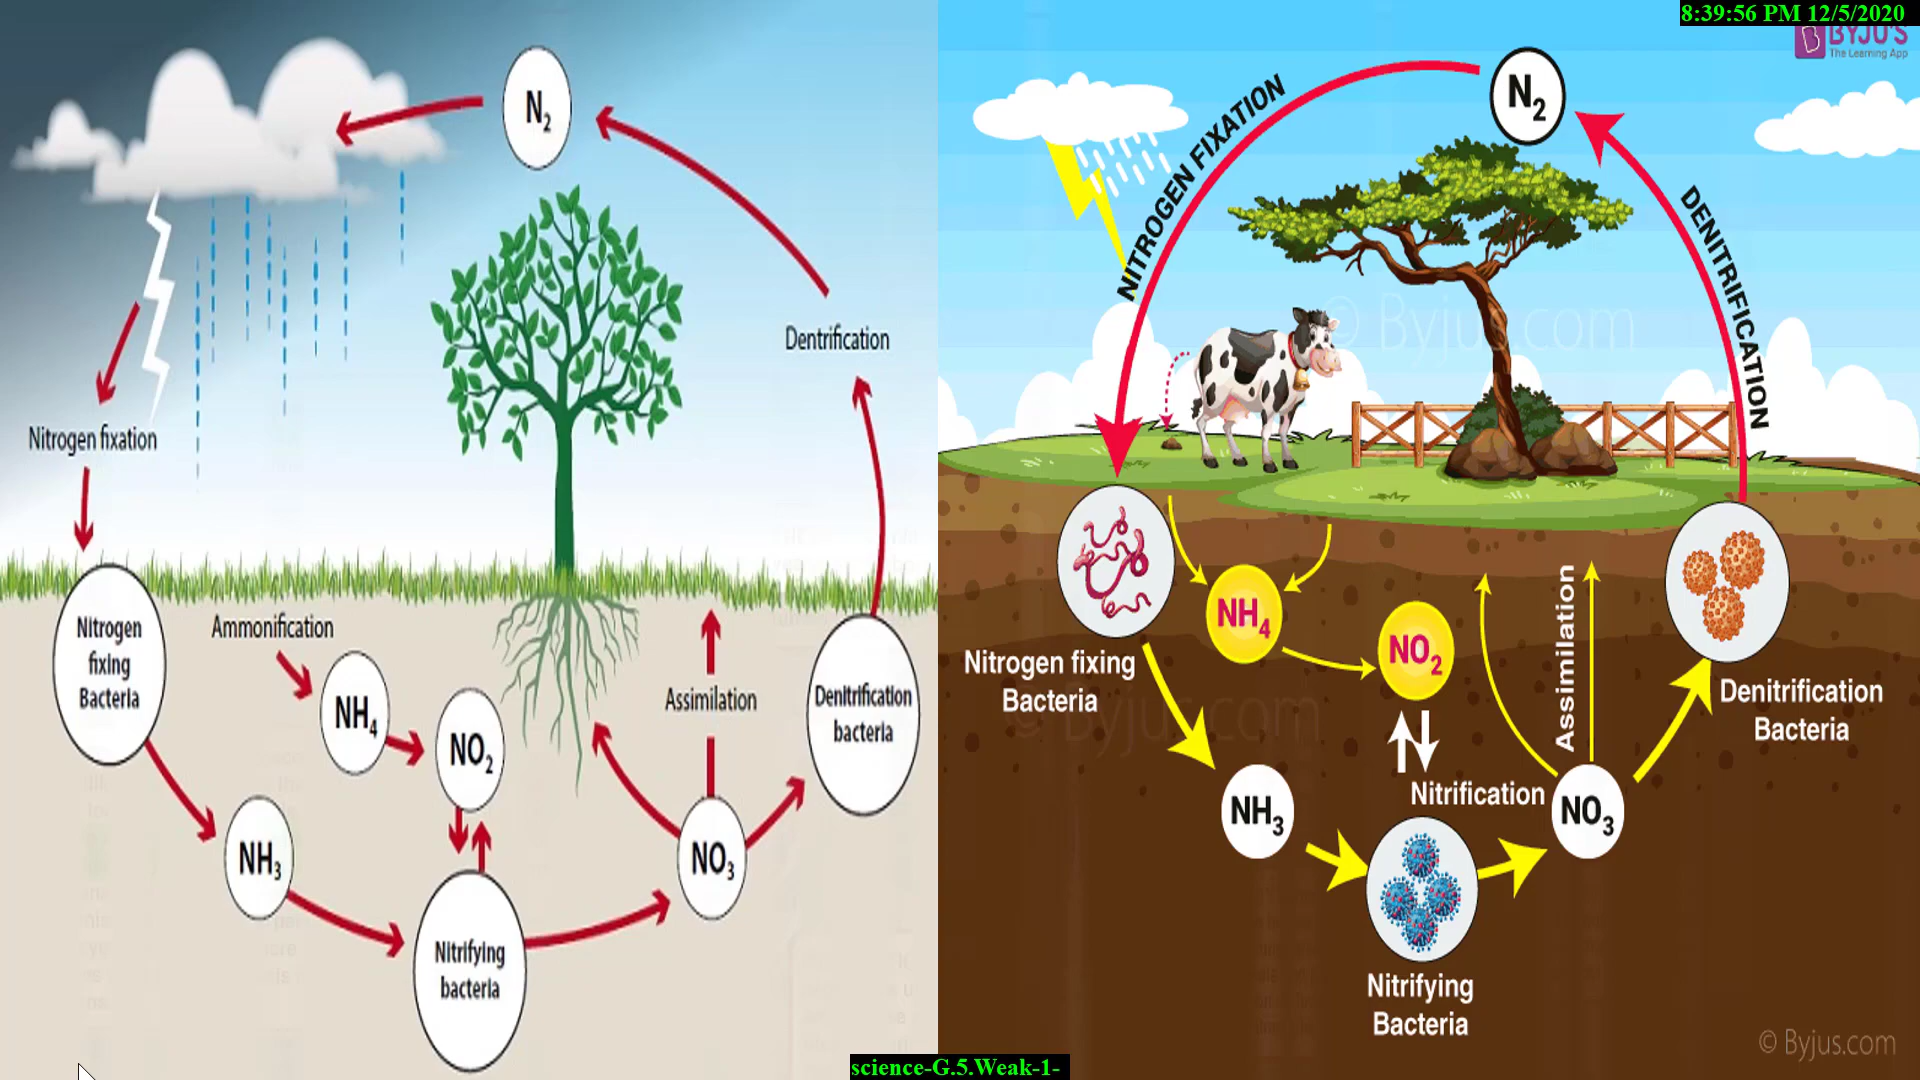 8:39:56 PM 12/5/2020
BYJU'S
The Learning App
N2
Dentrification
Nitrogen fixation
Nitrogen
fixing
Bacteria
Ammonification
NH4
NO2
NH3
Nitrifying
bacteria
NO3
Assimilation
Denitrification
bacteria
N2
NITROGEN FIXATION
DENITRIFICATION
© Byjus.com
Nitrogen fixing
Bacteria
NH4
NO2
Assimilation
Denitrification
Bacteria
© Byjus.com
NH3
Nitrification
NO3
Nitrifying
Bacteria
© Byjus.com
science-G.5.Weak-1-